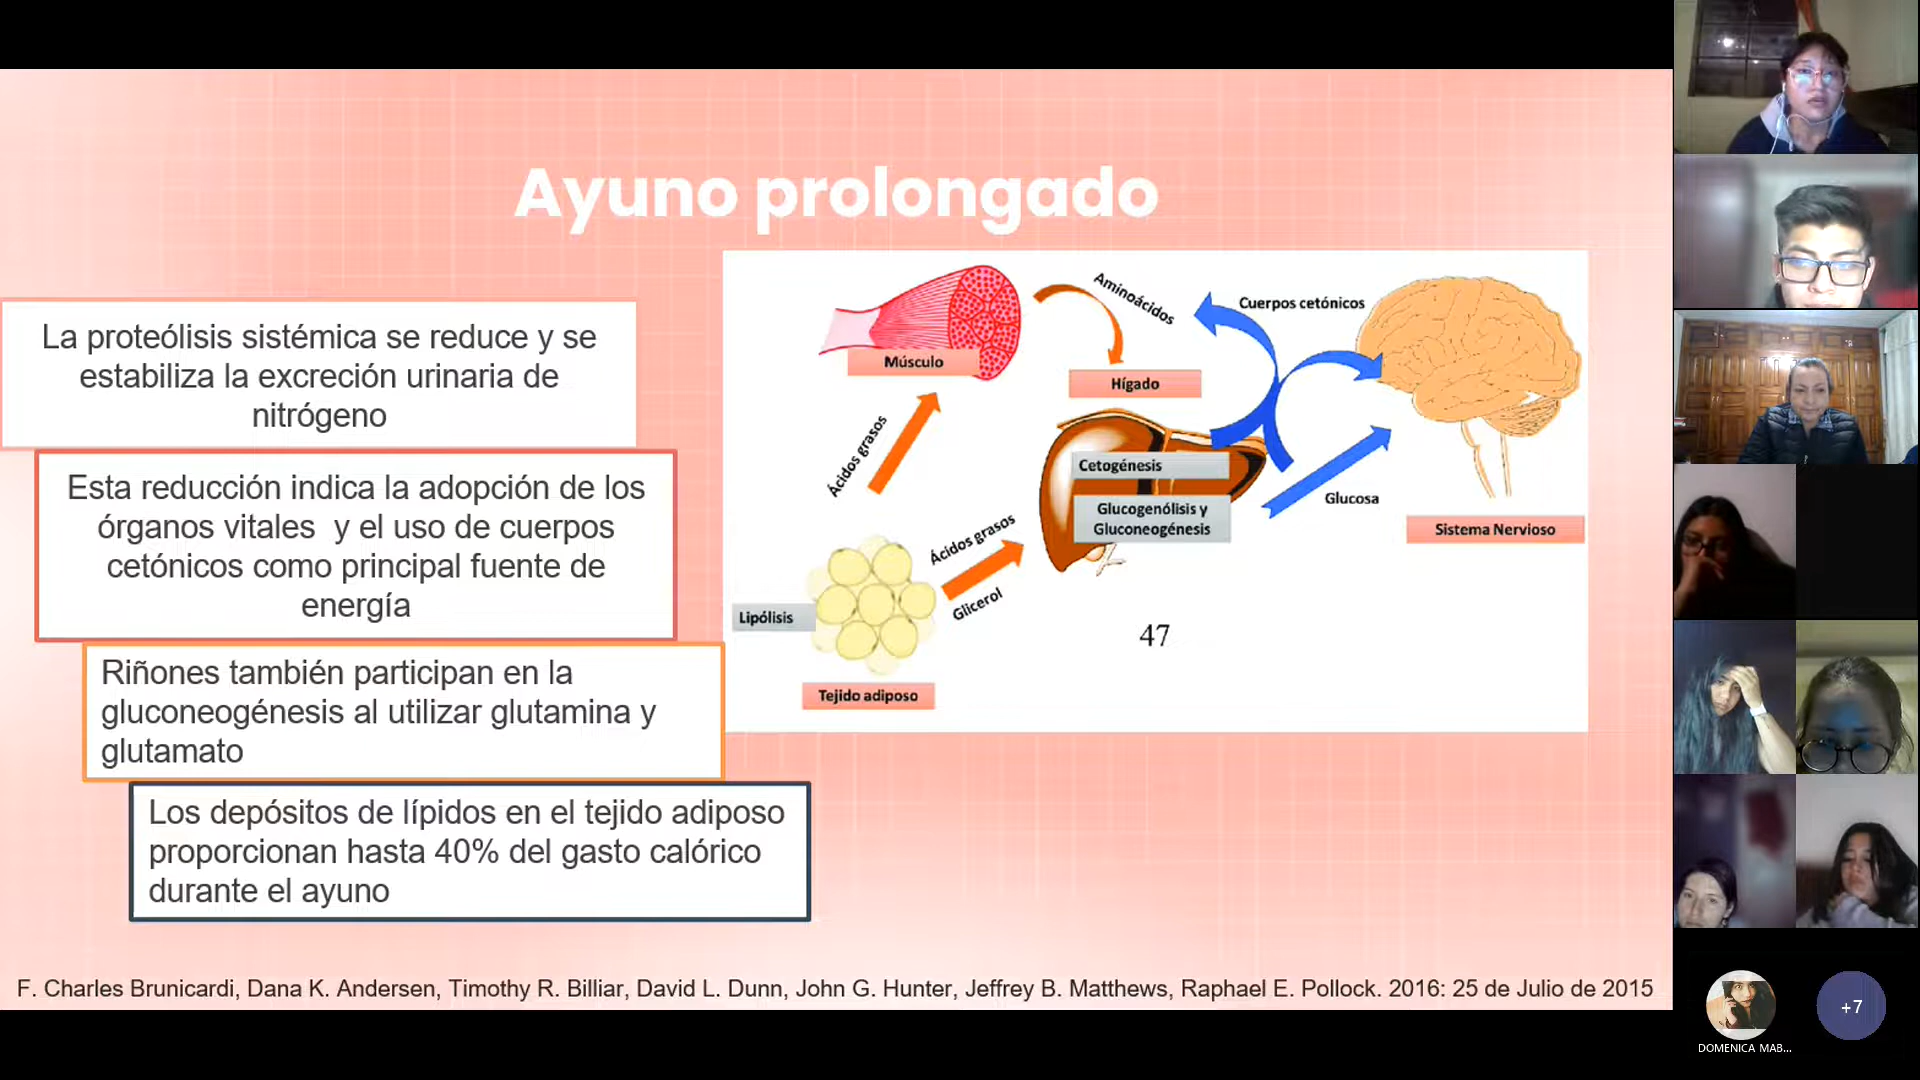 Ayuno prolongado
La proteólisis sistémica se reduce y se
estabiliza la excreción urinaria de
nitrógeno
Esta reducción indica la adopción de los
órganos vitales y el uso de cuerpos
cetónicos como principal fuente de
energía
Riñones también participan en la
gluconeogénesis al utilizar glutamina y
glutamato
Los depósitos de lípidos en el tejido adiposo
proporcionan hasta 40% del gasto calórico
durante el ayuno
Músculo
Aminoácidos
Cuerpos cetónicos
Hígado
Ácidos grasos
Cetogénesis
Glucogenólisis y
Gluconeogénesis
Glucosa
Sistema Nervioso
Ácidos grasos
Glicerol
Lipólisis
47
Tejido adiposo
F. Charles Brunicardi, Dana K. Andersen, Timothy R. Billiar, David L. Dunn, John G. Hunter, Jeffrey B. Matthews, Raphael E. Pollock. 2016: 25 de Julio de 2015
+7
DOMENICA MAB...